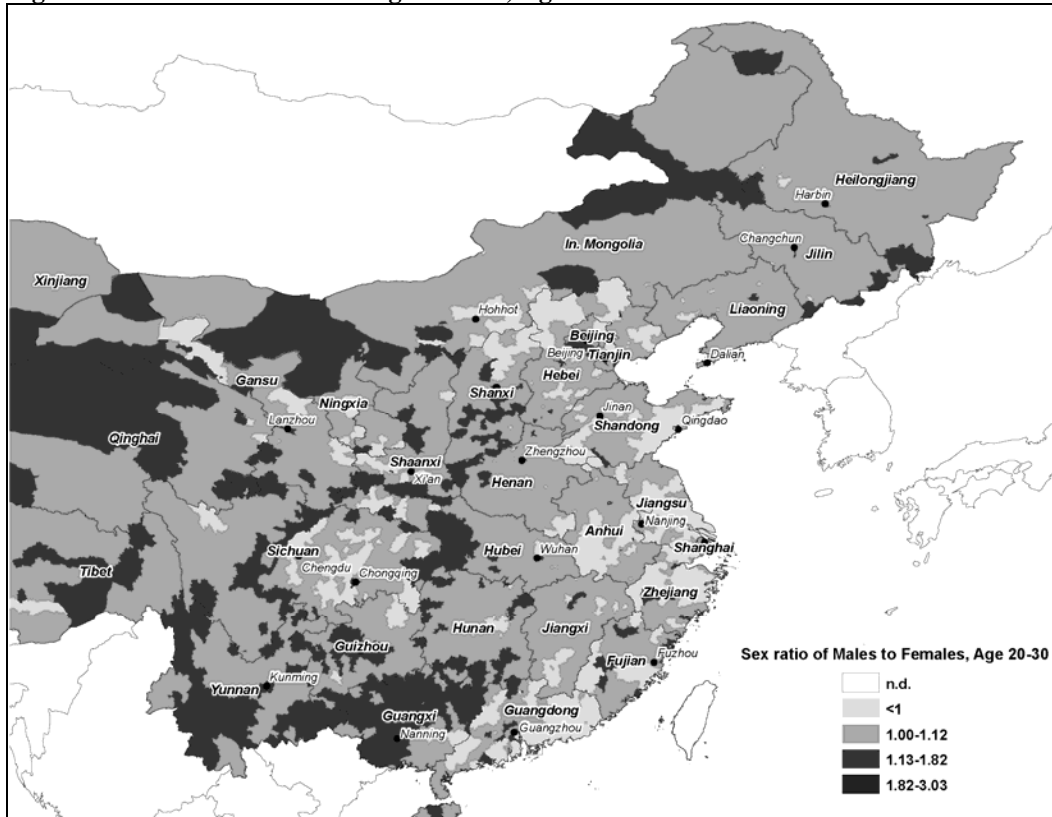 Heilongjiang
Harbin
Changchun
Jilin
In. Mongolia
Xinjiang
Liaoning
Hohhot
Beijing
Beijing
Tianjin
Dalian
Hebei
Gansu
Shanxi
Ningxia
Jinan
Shandong
Qingdao
Lanzhou
Qinghai
Shaanxi
Xi'an
Zhengzhou
Henan
Jiangsu
Nanjing
Anhui
Sichuan
Hubei
Wuhan
Shanghai
Chengdu
Chongqing
Tibet
Zhejiang
Hunan
Jiangxi
Guizhou
Fujian
Fuzhou
Kunming
Yunnan
Guangxi
Guangdong
Guangzhou
Nanning
Sex ratio of Males to Females, Age 20-30
n.d.
<1
1.00-1.12
1.13-1.82
1.82-3.03